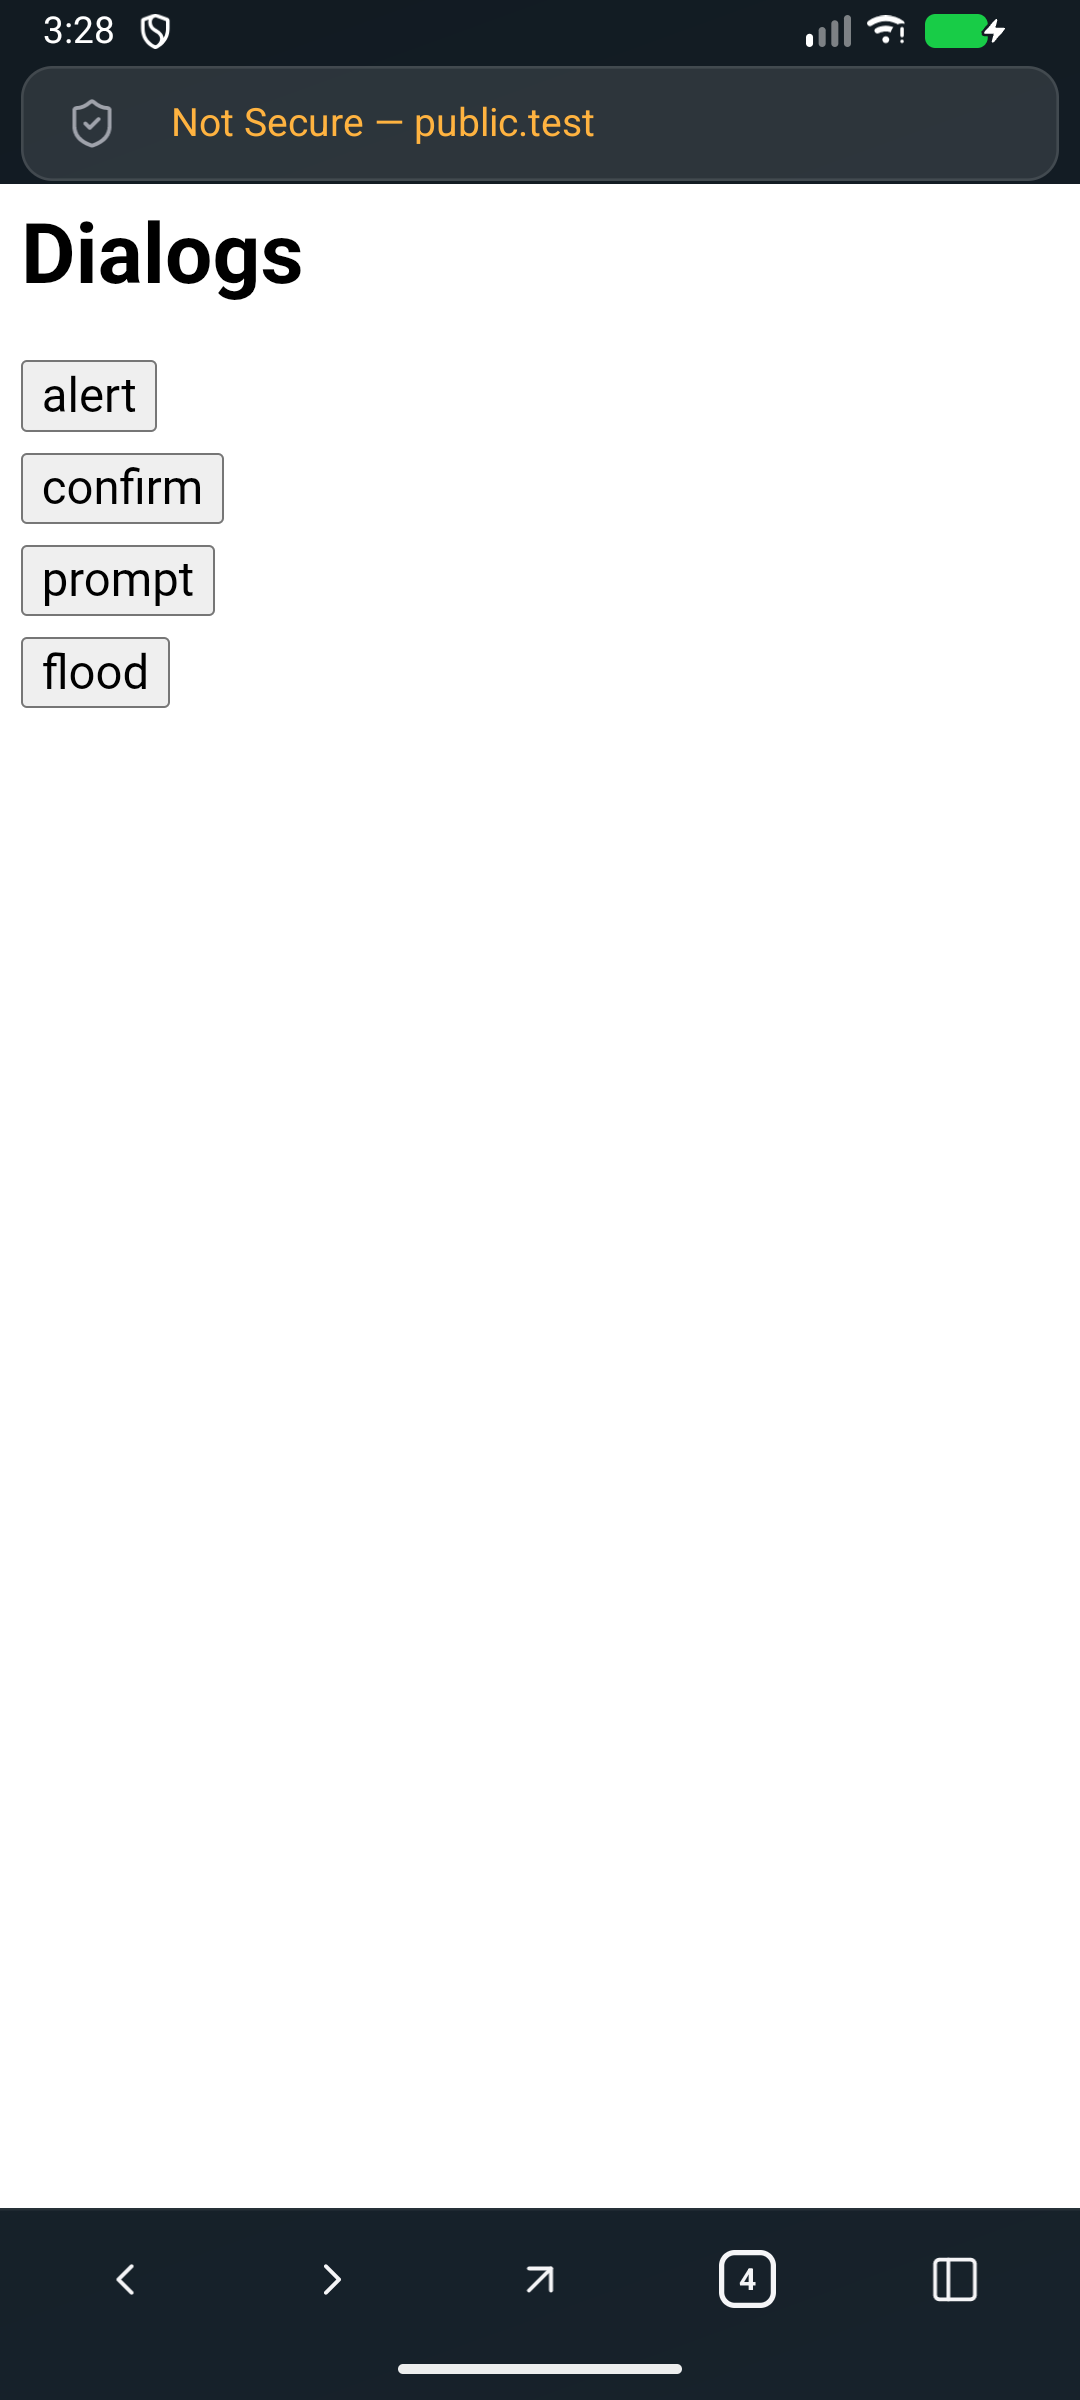 3:28
Not Secure — public.test
Dialogs
alert
confirm
prompt
flood
4